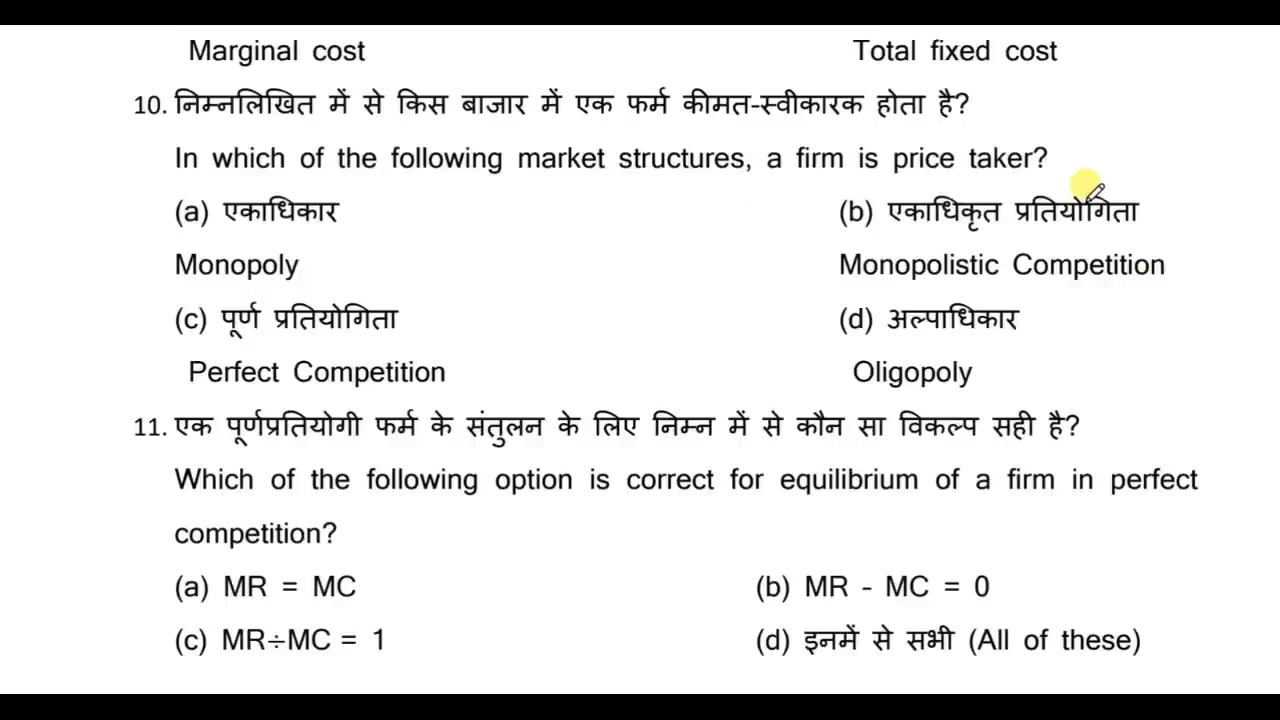 Marginal cost Total fixed cost
10. निम्नलिखित में से किस बाजार में एक फर्म कीमत-स्वीकारक होता है?
In which of the following market structures, a firm is price taker?
(a) एकाधिकार (b) एकाधिकृत प्रतियोगिता
Monopoly Monopolistic Competition
(c) पूर्ण प्रतियोगिता (d) अल्पाधिकार
Perfect Competition Oligopoly
11. एक पूर्णप्रतियोगी फर्म के संतुलन के लिए निम्न में से कौन सा विकल्प सही है?
Which of the following option is correct for equilibrium of a firm in perfect
competition?
(a) MR = MC (b) MR - MC = 0
(c) MR÷MC = 1 (d) इनमें से सभी (All of these)